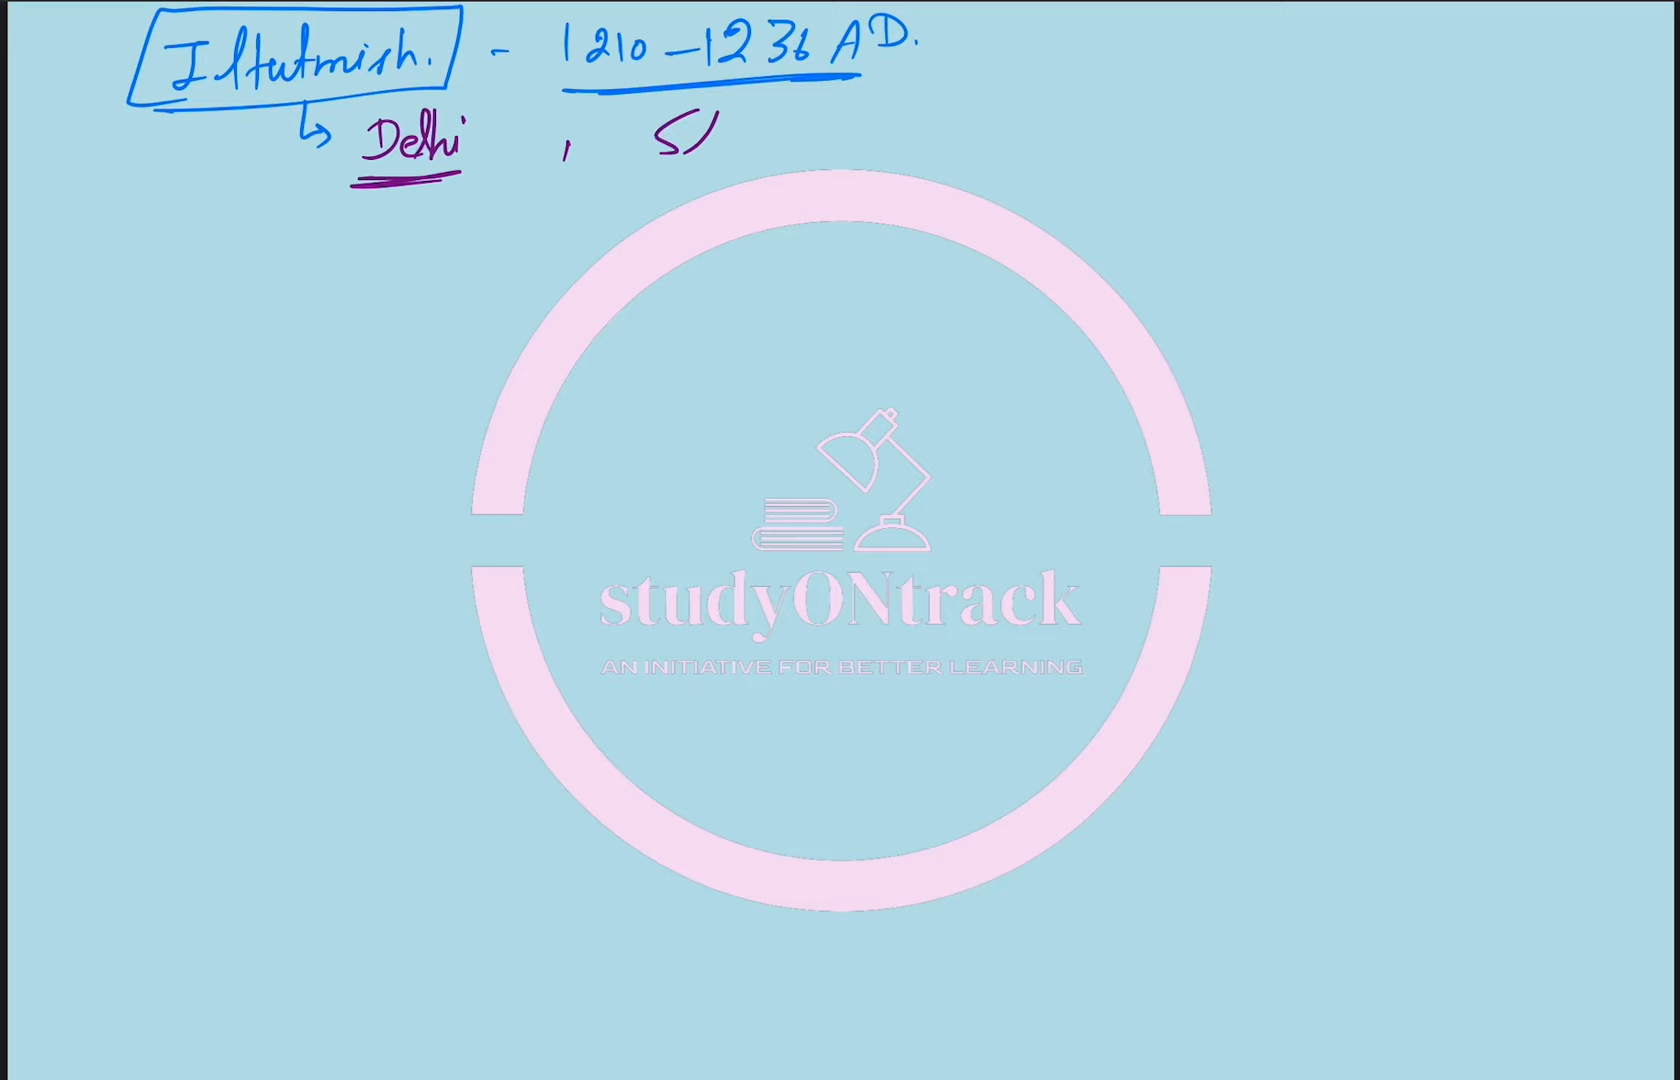 Iltutmish. - 1210 - 1236 AD.
Delhi ,
studyONtrack
AN INITIATIVE FOR BETTER LEARNING